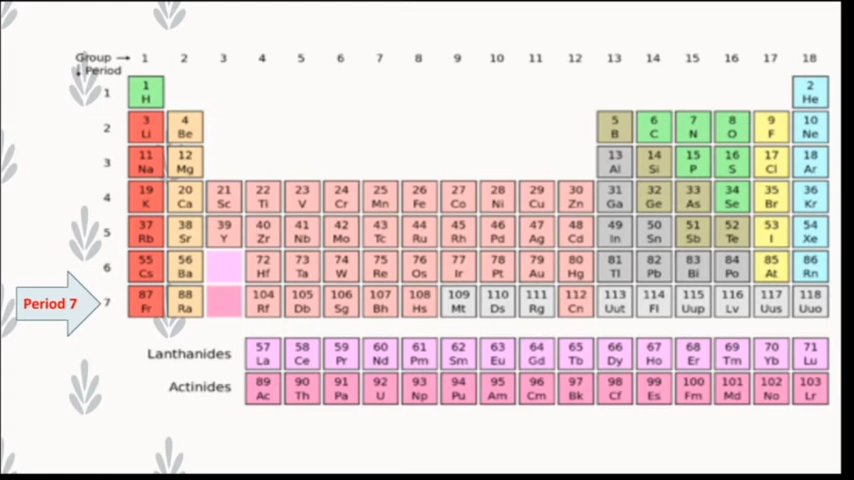 Group → 1 2 3 4 5 6 7 8 9 10 11 12 13 14 15 16 17 18
↓ Period
1 1 H 2 He
2 3 Li 4 Be 5 B 6 C 7 N 8 O 9 F 10 Ne
3 11 Na 12 Mg 13 Al 14 Si 15 P 16 S 17 Cl 18 Ar
4 19 K 20 Ca 21 Sc 22 Ti 23 V 24 Cr 25 Mn 26 Fe 27 Co 28 Ni 29 Cu 30 Zn 31 Ga 32 Ge 33 As 34 Se 35 Br 36 Kr
5 37 Rb 38 Sr 39 Y 40 Zr 41 Nb 42 Mo 43 Tc 44 Ru 45 Rh 46 Pd 47 Ag 48 Cd 49 In 50 Sn 51 Sb 52 Te 53 I 54 Xe
6 55 Cs 56 Ba 72 Hf 73 Ta 74 W 75 Re 76 Os 77 Ir 78 Pt 79 Au 80 Hg 81 Tl 82 Pb 83 Bi 84 Po 85 At 86 Rn
Period 7 7 87 Fr 88 Ra 104 Rf 105 Db 106 Sg 107 Bh 108 Hs 109 Mt 110 Ds 111 Rg 112 Cn 113 Uut 114 Fl 115 Uup 116 Lv 117 Uus 118 Uuo
Lanthanides 57 La 58 Ce 59 Pr 60 Nd 61 Pm 62 Sm 63 Eu 64 Gd 65 Tb 66 Dy 67 Ho 68 Er 69 Tm 70 Yb 71 Lu
Actinides 89 Ac 90 Th 91 Pa 92 U 93 Np 94 Pu 95 Am 96 Cm 97 Bk 98 Cf 99 Es 100 Fm 101 Md 102 No 103 Lr